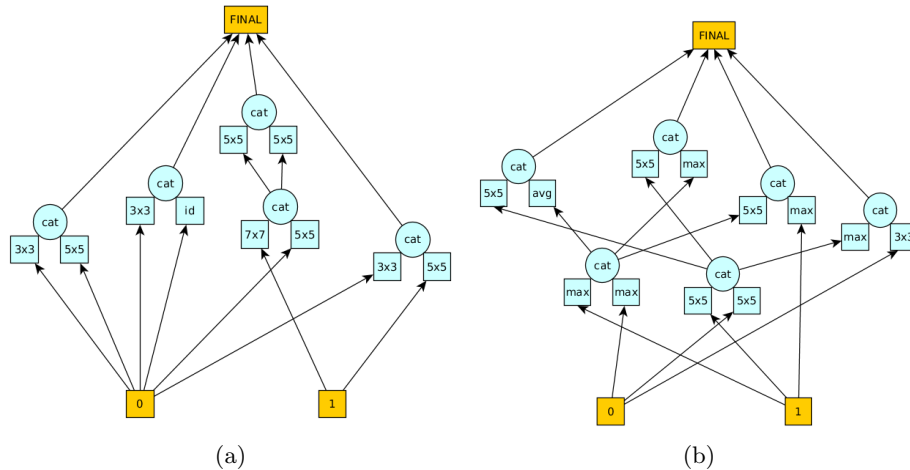 FINAL
cat
5x5 5x5
cat
3x3 id
cat
7x7 5x5
cat
3x3 5x5
cat
3x3 5x5
0 1
(a)
FINAL
cat
5x5 max
cat
5x5 avg
cat
5x5 max
cat
max 3x3
cat
max max
cat
5x5 5x5
0 1
(b)